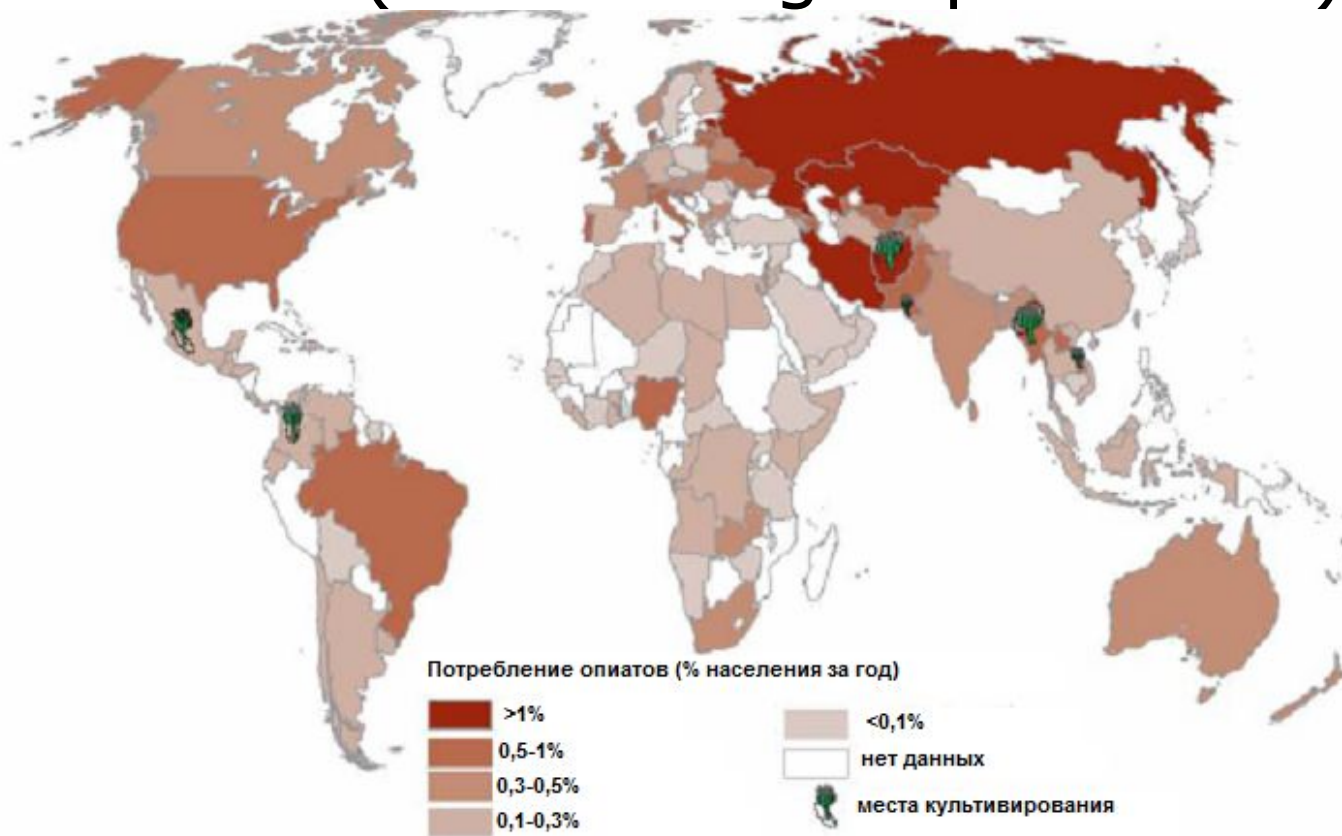 Потребление опиатов (% населения за год)
>1%
0,5-1%
0,3-0,5%
0,1-0,3%
<0,1%
нет данных
места культивирования